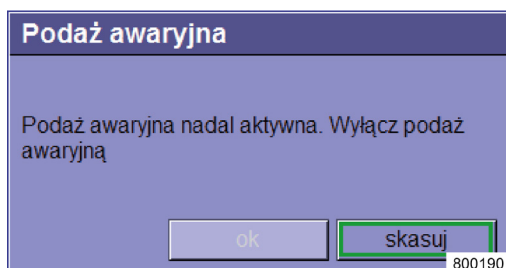 Podaż awaryjna
Podaż awaryjna nadal aktywna. Wyłącz podaż
awaryjną
ok
skasuj
800190